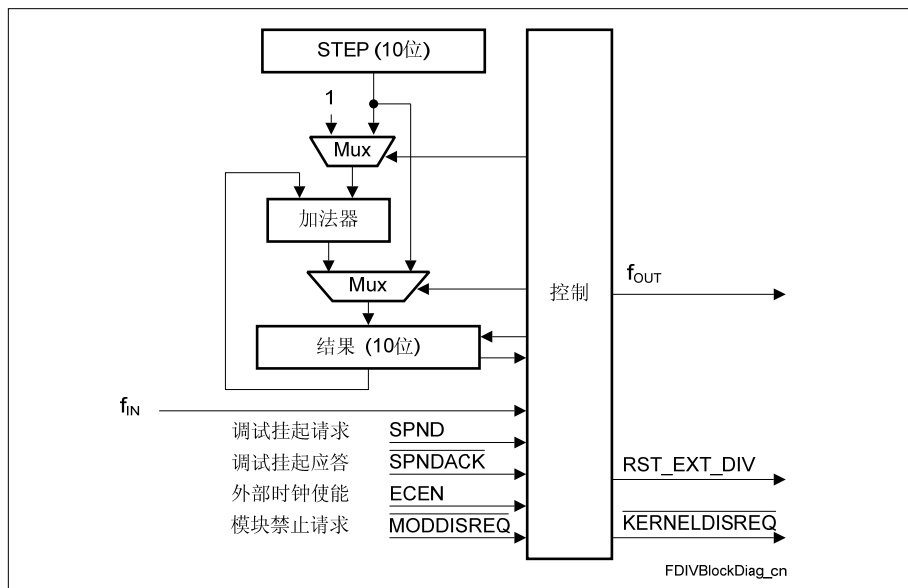 STEP (10位)
1
Mux
加法器
Mux
控制
fOUT
结果 (10位)
fIN
调试挂起请求 SPND
调试挂起应答 SPNDACK
RST_EXT_DIV
外部时钟使能 ECEN
模块禁止请求 MODDISREQ
KERNELDISREQ
FDIVBlockDiag_cn